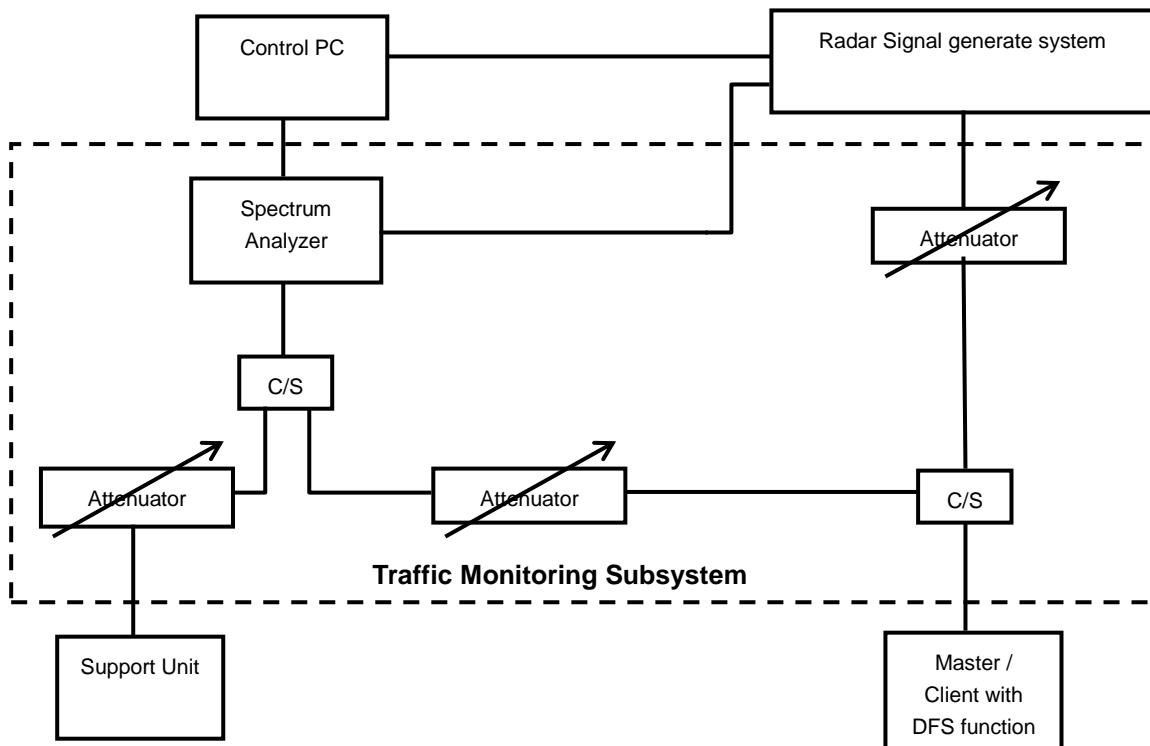 Control PC
Radar Signal generate system
Spectrum
Analyzer
Attenuator
C/S
Attenuator
Attenuator
C/S
Traffic Monitoring Subsystem
Support Unit
Master /
Client with
DFS function